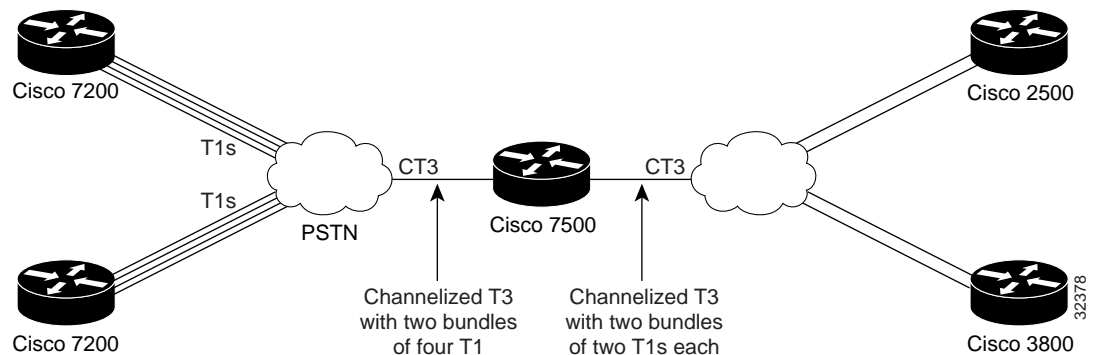 Cisco 7200
Cisco 2500
T1s
CT3
CT3
T1s
PSTN
Cisco 7500
Channelized T3
with two bundles
of four T1
Channelized T3
with two bundles
of two T1s each
Cisco 7200
Cisco 3800
32378